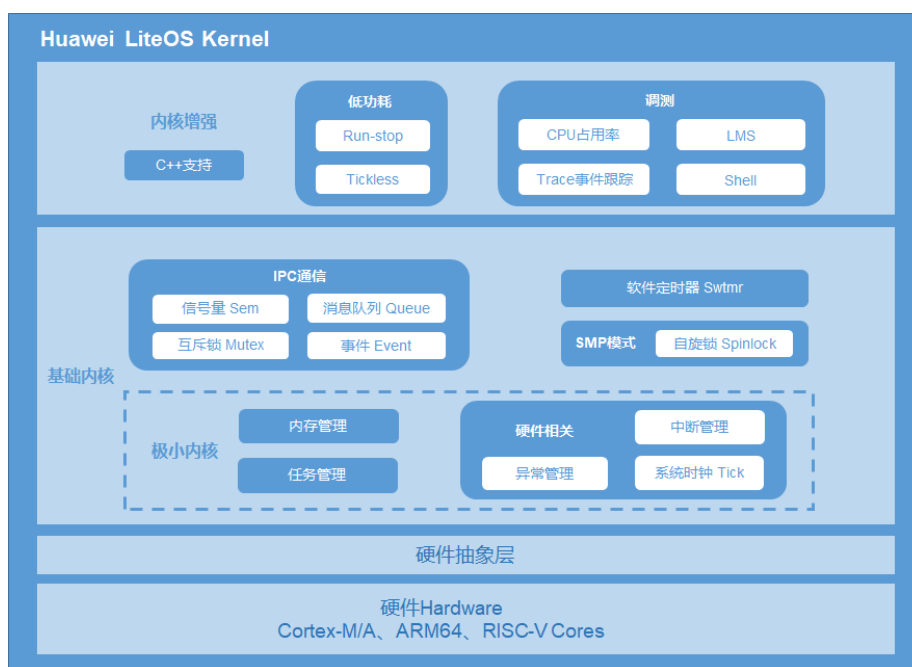 Huawei LiteOS Kernel
内核增强
C++支持
低功耗
Run-stop
Tickless
调测
CPU占用率
LMS
Trace事件跟踪
Shell
基础内核
IPC通信
信号量 Sem
消息队列 Queue
互斥锁 Mutex
事件 Event
软件定时器 Swtmr
SMP模式
自旋锁 Spinlock
极小内核
内存管理
任务管理
硬件相关
中断管理
异常管理
系统时钟 Tick
硬件抽象层
硬件Hardware
Cortex-M/A、ARM64、RISC-V Cores